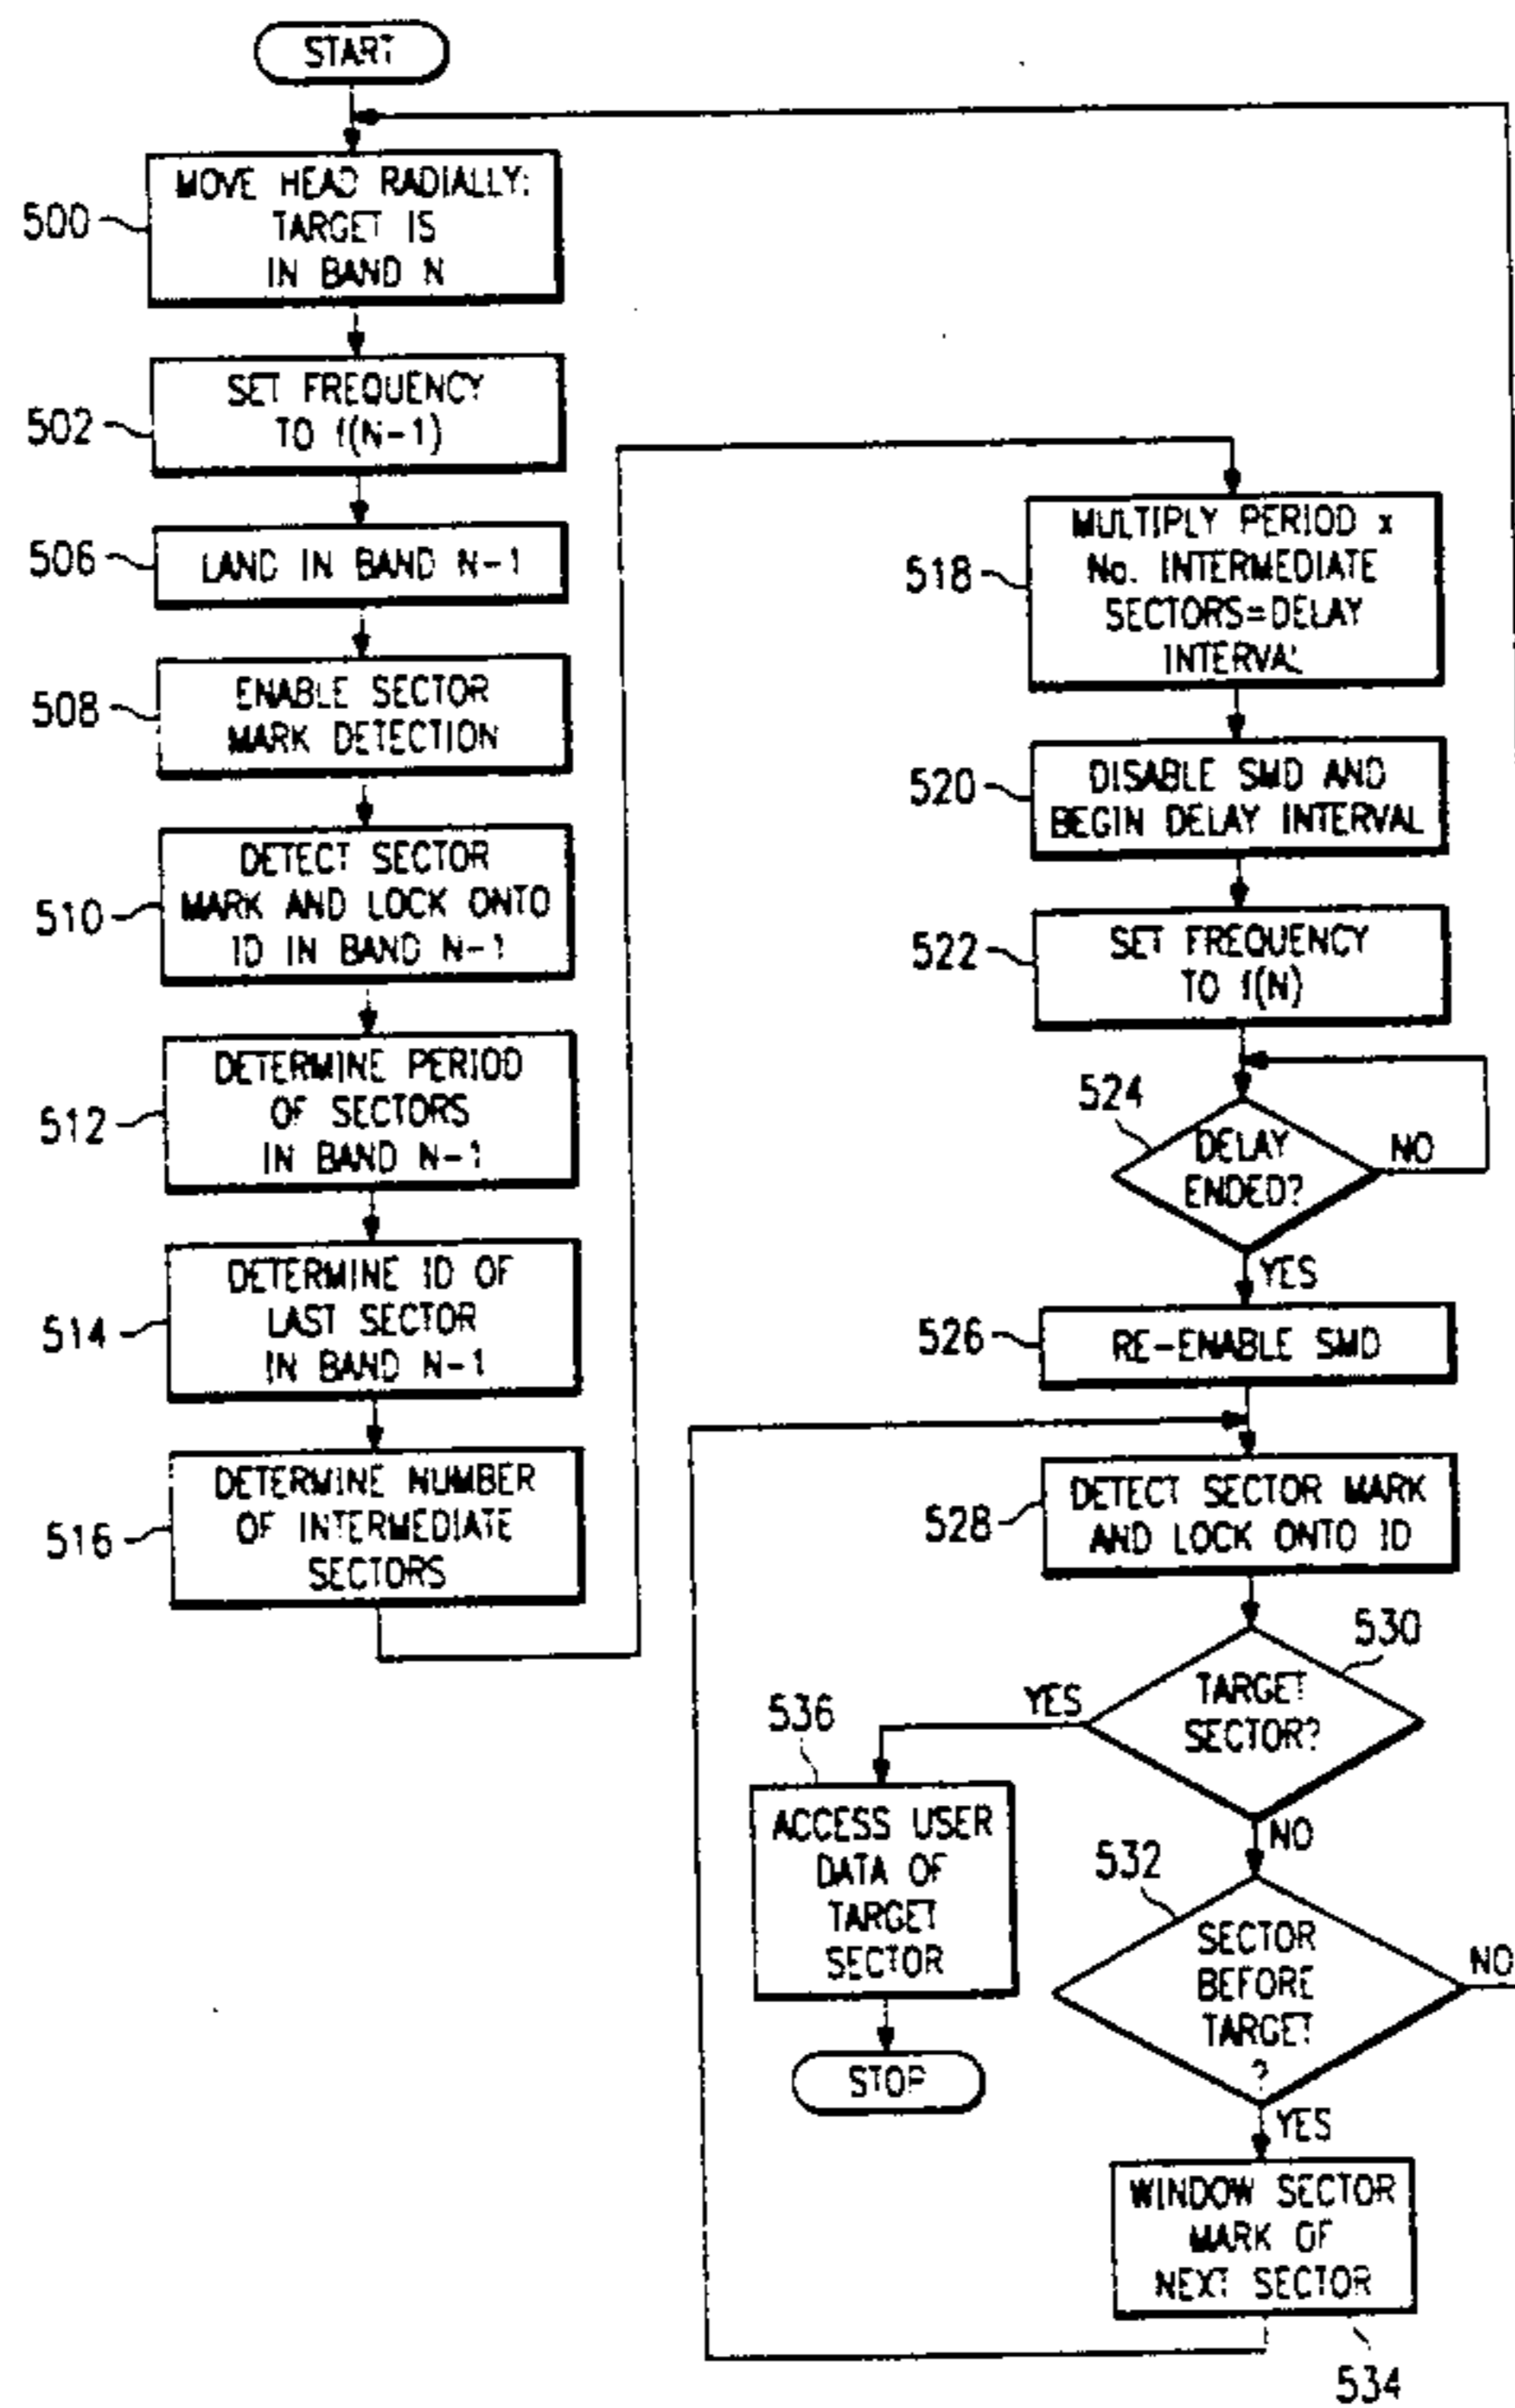 START
500
MOVE HEAD RADIALLY:
TARGET IS
IN BAND N
502
SET FREQUENCY
TO f(N-1)
506
LAND IN BAND N-1
508
ENABLE SECTOR
MARK DETECTION
510
DETECT SECTOR
MARK AND LOCK ONTO
ID IN BAND N-1
512
DETERMINE PERIOD
OF SECTORS
IN BAND N-1
514
DETERMINE ID OF
LAST SECTOR
IN BAND N-1
516
DETERMINE NUMBER
OF INTERMEDIATE
SECTORS
518
MULTIPLY PERIOD x
No. INTERMEDIATE
SECTORS=DELAY
INTERVAL
520
DISABLE SMD AND
BEGIN DELAY INTERVAL
522
SET FREQUENCY
TO f(N)
524
DELAY
ENDED?
NO
YES
526
RE-ENABLE SMD
528
DETECT SECTOR MARK
AND LOCK ONTO ID
530
TARGET
SECTOR?
YES
NO
536
ACCESS USER
DATA OF
TARGET
SECTOR
STOP
532
SECTOR
BEFORE
TARGET
?
NO
YES
WINDOW SECTOR
MARK OF
NEXT SECTOR
534